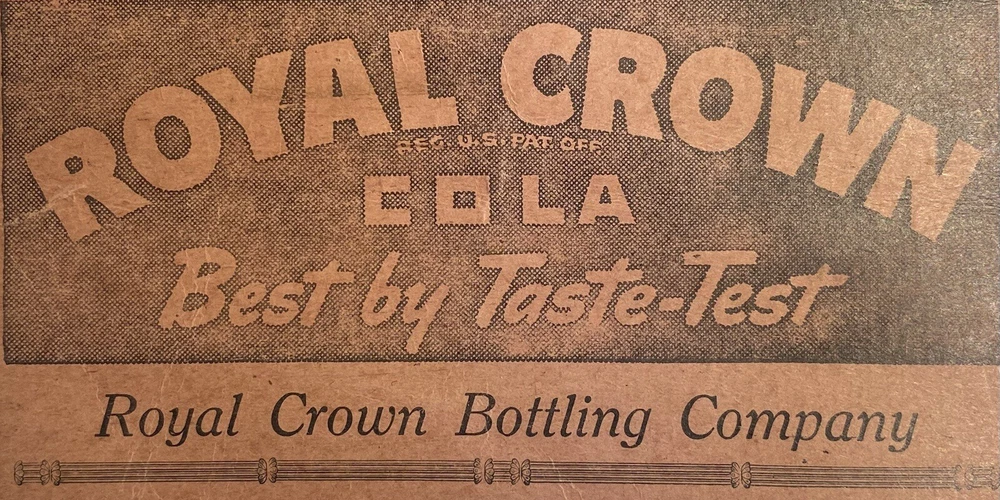 ROYAL CROWN
REG. U.S. PAT. OFF
COLA
Best by Taste-Test
Royal Crown Bottling Company